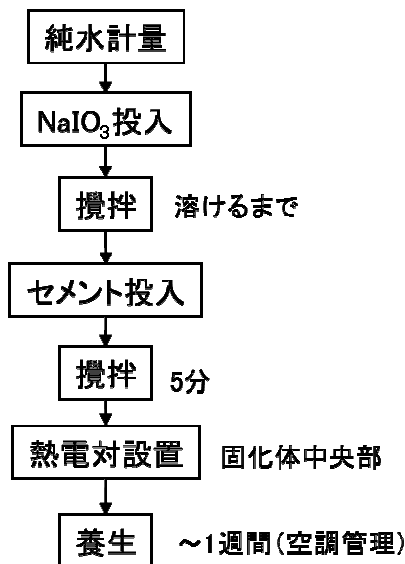 純水計量
NaIO3投入
攪拌 溶けるまで
セメント投入
攪拌 5分
熱電対設置 固化体中央部
養生 ～1週間(空調管理)